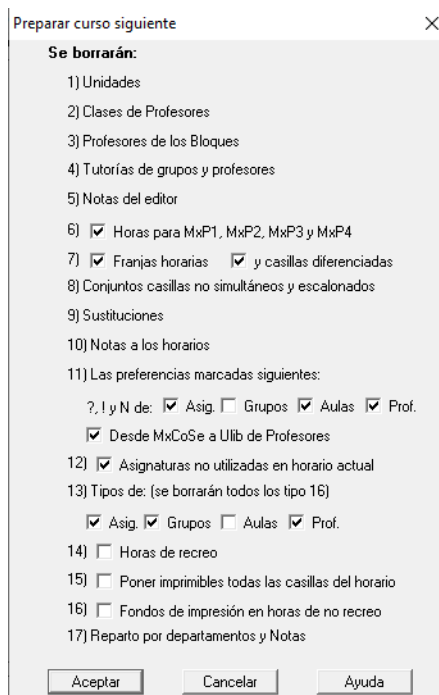 Preparar curso siguiente
Se borrarán:
1) Unidades
2) Clases de Profesores
3) Profesores de los Bloques
4) Tutorías de grupos y profesores
5) Notas del editor
6) Horas para MxP1, MxP2, MxP3 y MxP4
7) Franjas horarias y casillas diferenciadas
8) Conjuntos casillas no simultáneos y escalonados
9) Sustituciones
10) Notas a los horarios
11) Las preferencias marcadas siguientes:
?, ! y N de: Asig. Grupos Aulas Prof.
Desde MxCoSe a Ulib de Profesores
12) Asignaturas no utilizadas en horario actual
13) Tipos de: (se borrarán todos los tipo 16)
Asig. Grupos Aulas Prof.
14) Horas de recreo
15) Poner imprimibles todas las casillas del horario
16) Fondos de impresión en horas de no recreo
17) Reparto por departamentos y Notas
Aceptar Cancelar Ayuda